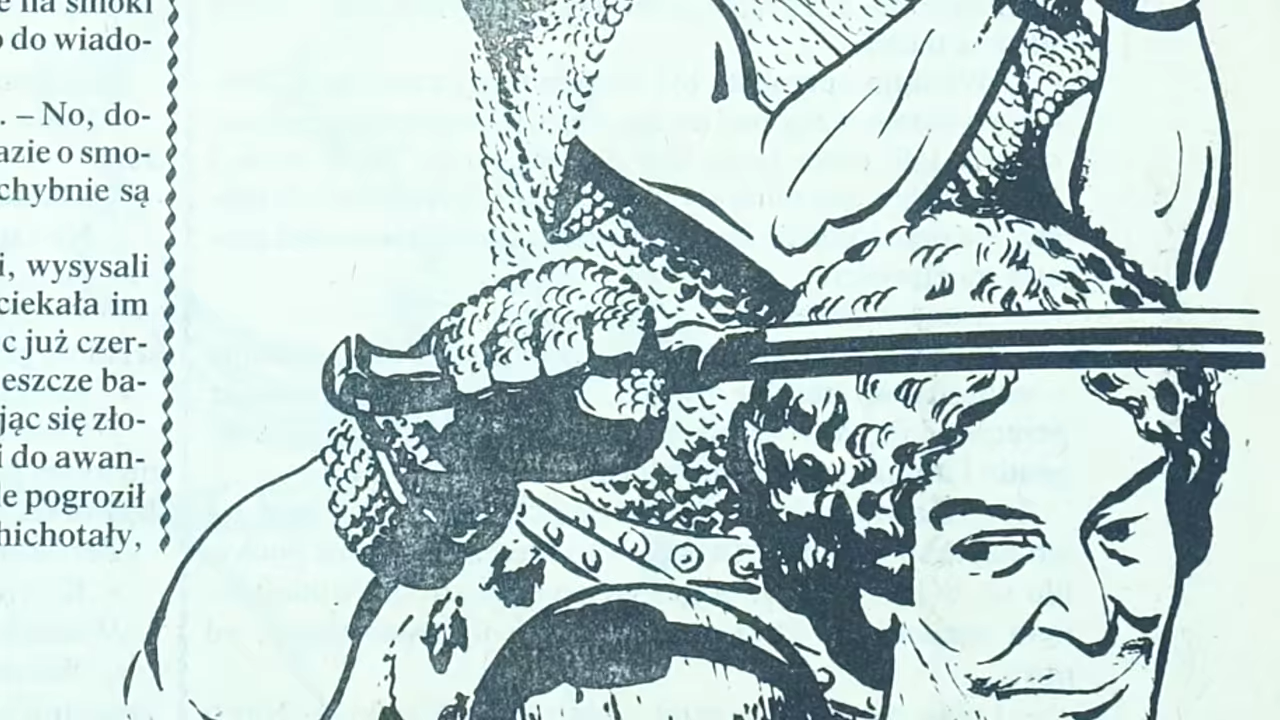 e na smoki
o do wiado-
. – No, do-
azie o smo-
chybnie są
i, wysysali
ciekała im
c już czer-
eszcze ba-
jąc się zło-
i do awan-
le pogroził
hichotały,